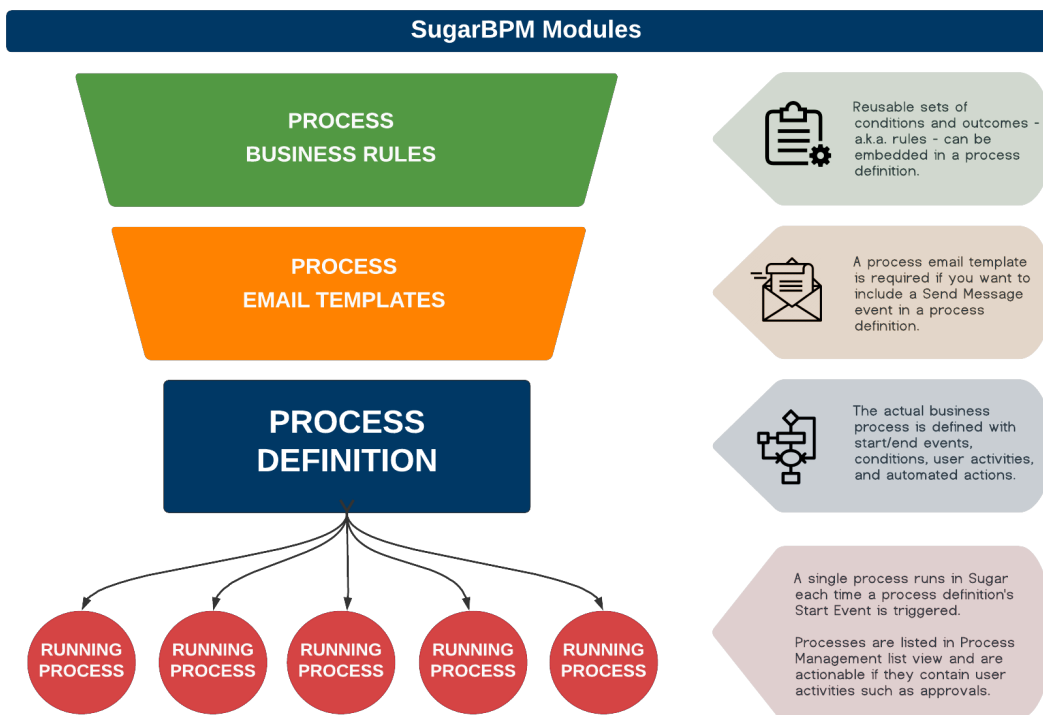 SugarBPM Modules
PROCESS
BUSINESS RULES
Reusable sets of
conditions and outcomes -
a.k.a. rules - can be
embedded in a process
definition.
PROCESS
EMAIL TEMPLATES
A process email template
is required if you want to
include a Send Message
event in a process
definition.
PROCESS
DEFINITION
The actual business
process is defined with
start/end events,
conditions, user activities,
and automated actions.
RUNNING
PROCESS
RUNNING
PROCESS
RUNNING
PROCESS
RUNNING
PROCESS
RUNNING
PROCESS
A single process runs in Sugar
each time a process definition's
Start Event is triggered.
Processes are listed in Process
Management list view and are
actionable if they contain user
activities such as approvals.